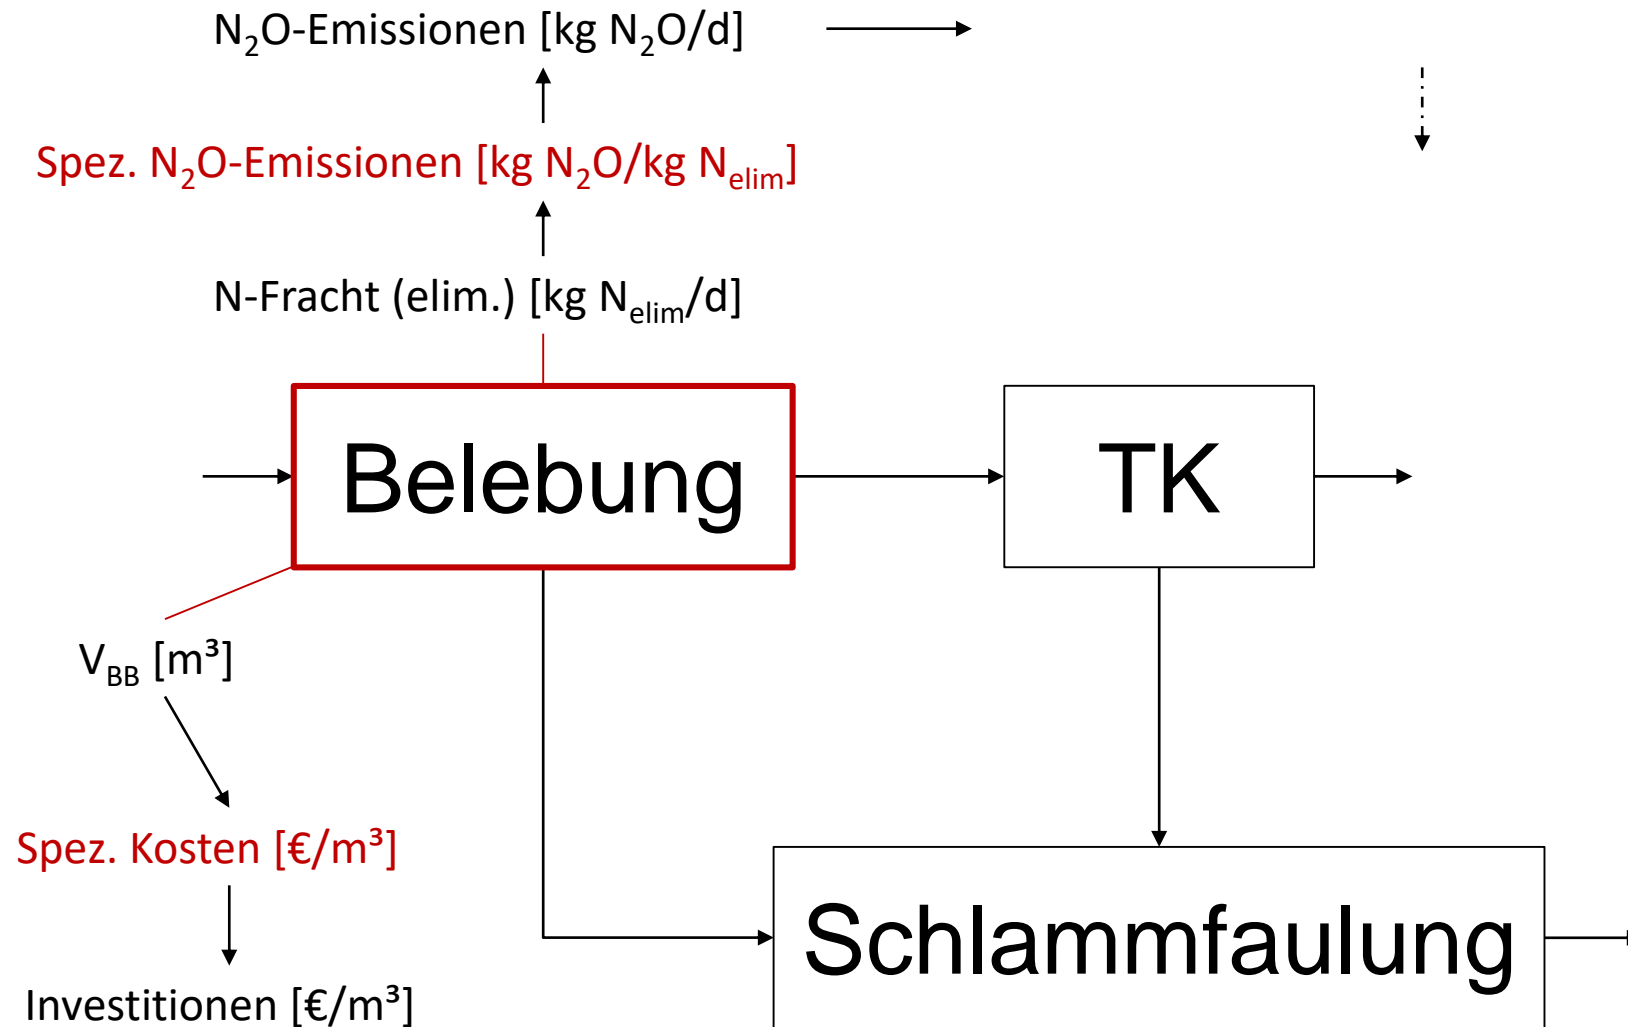 N₂O-Emissionen [kg N₂O/d]
Spez. N₂O-Emissionen [kg N₂O/kg Nₑₗᵢₘ]
N-Fracht (elim.) [kg Nelim/d]
Belebung
TK
VBB [m³]
Spez. Kosten [€/m³]
Schlammfaulung
Investitionen [€/m³]